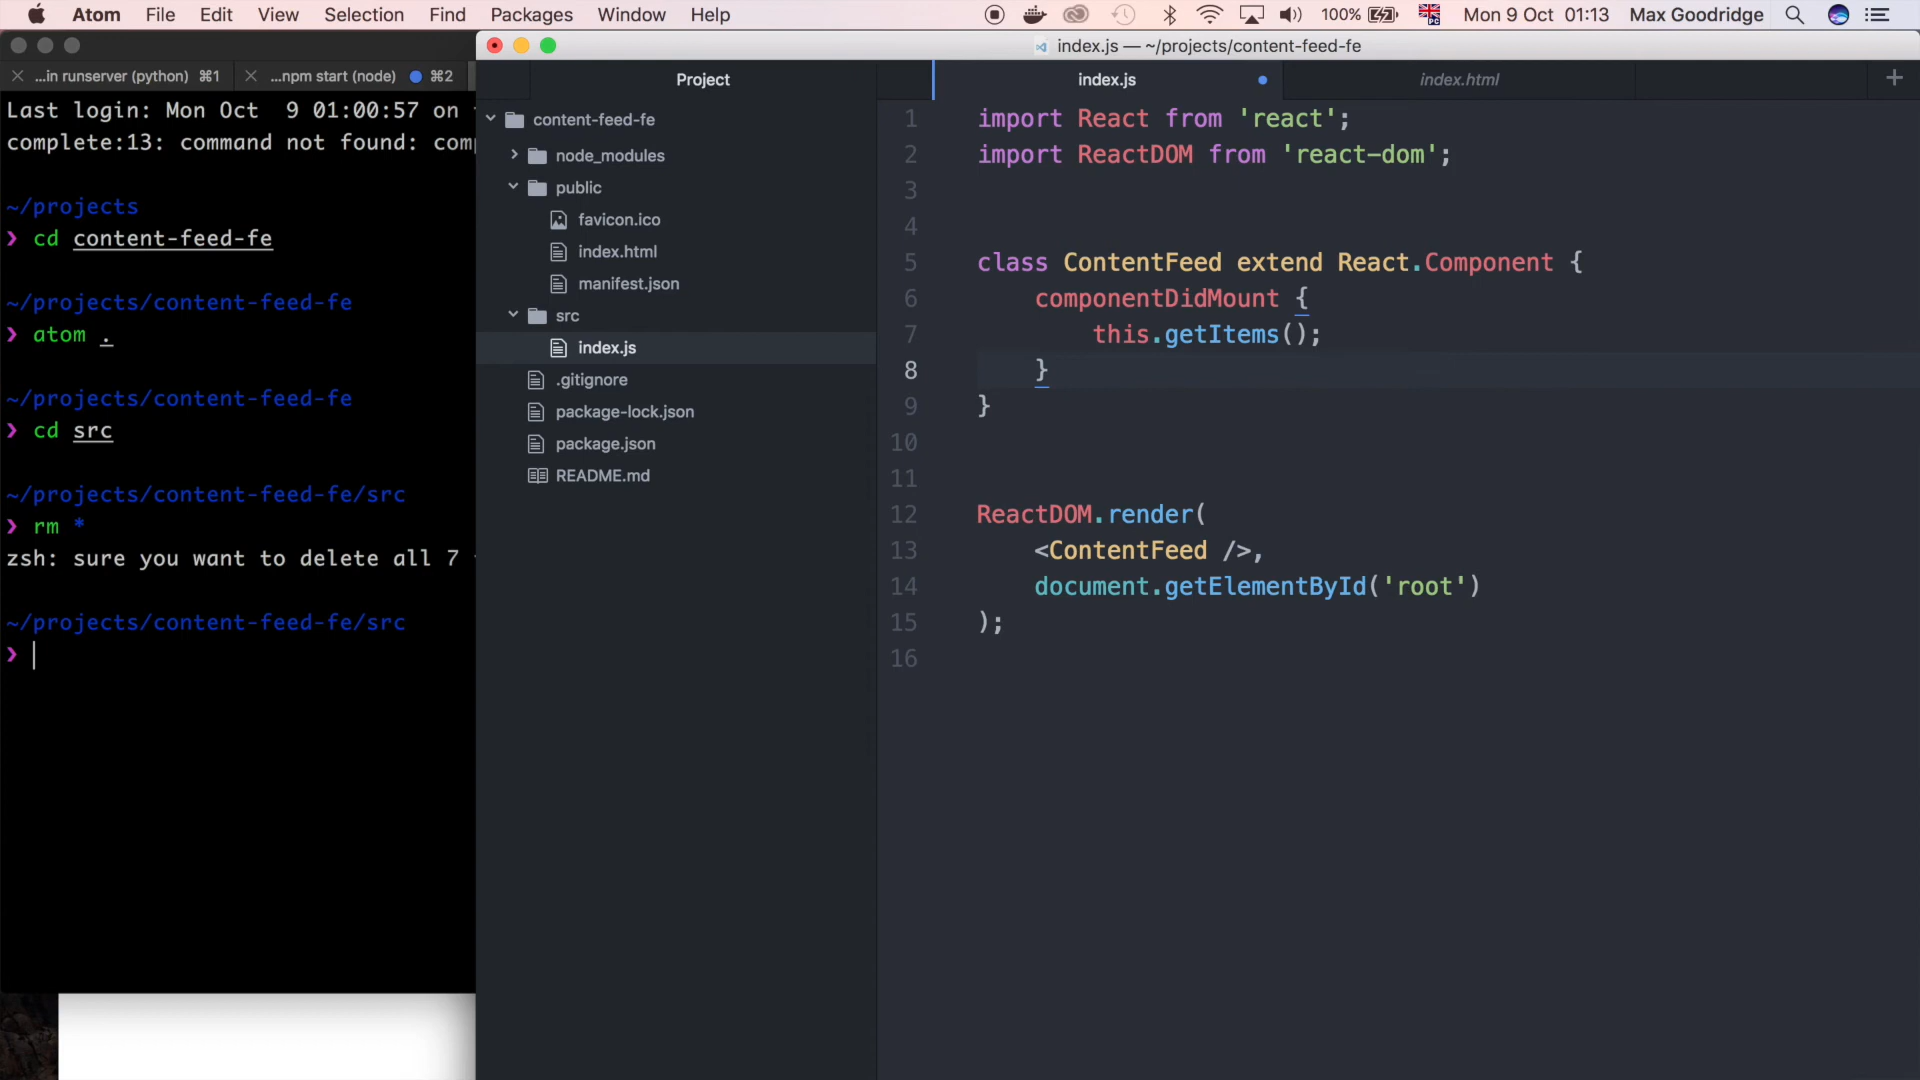 Atom File Edit View Selection Find Packages Window Help 100% Mon 9 Oct 01:13 Max Goodridge
...in runserver (python) ⌘1 ...npm start (node) ⌘2
Last login: Mon Oct  9 01:00:57 on
complete:13: command not found: com
~/projects
❯ cd content-feed-fe
~/projects/content-feed-fe
❯ atom .
~/projects/content-feed-fe
❯ cd src
~/projects/content-feed-fe/src
❯ rm *
zsh: sure you want to delete all 7
~/projects/content-feed-fe/src
❯
index.js — ~/projects/content-feed-fe
Project
content-feed-fe
node_modules
public
favicon.ico
index.html
manifest.json
src
index.js
.gitignore
package-lock.json
package.json
README.md
index.js index.html
1 import React from 'react';
2 import ReactDOM from 'react-dom';
3
4
5 class ContentFeed extend React.Component {
6     componentDidMount {
7         this.getItems();
8     }
9 }
10
11
12 ReactDOM.render(
13     <ContentFeed />,
14     document.getElementById('root')
15 );
16